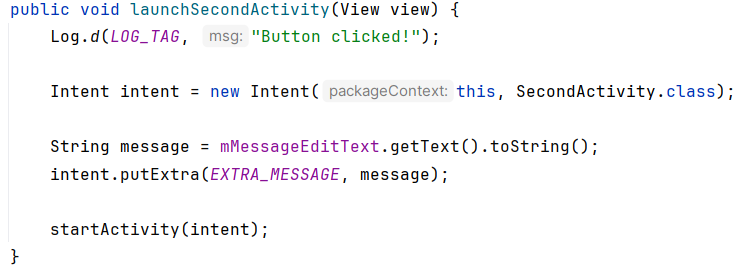 public void launchSecondActivity(View view) {
    Log.d(LOG_TAG, msg: "Button clicked!");
    Intent intent = new Intent( packageContext: this, SecondActivity.class);
    String message = mMessageEditText.getText().toString();
    intent.putExtra(EXTRA_MESSAGE, message);
    startActivity(intent);
}